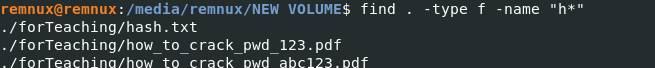 remnux@remnux:/media/remnux/NEW VOLUME$ find . -type f -name "h*"
./forTeaching/hash.txt
./forTeaching/how_to_crack_pwd_123.pdf
./forTeaching/how_to_crack_pwd_abc123.pdf